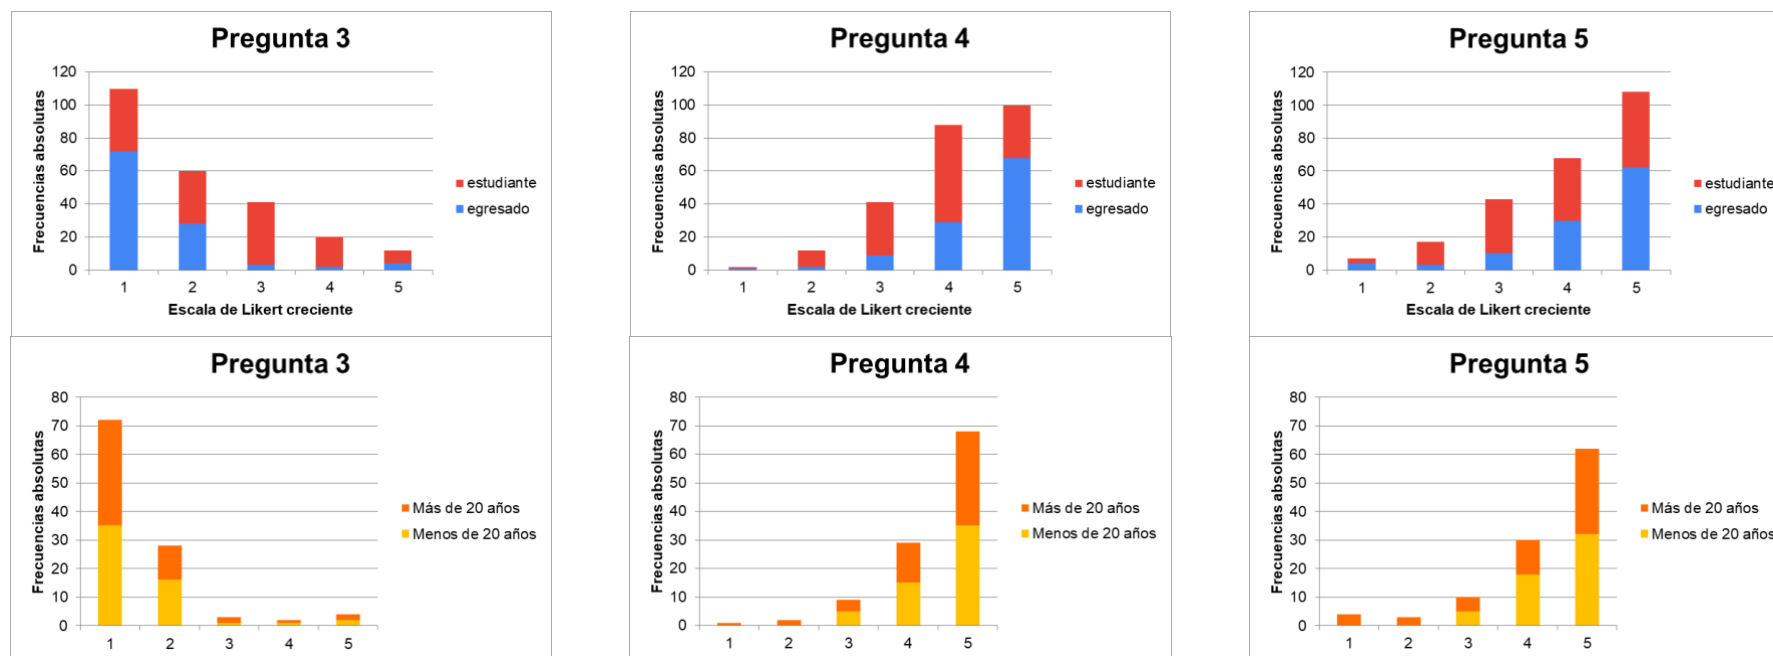 Pregunta 3
Frecuencias absolutas
120
100
80
60
40
20
0
1 2 3 4 5
Escala de Likert creciente
estudiante
egresado
Pregunta 4
Frecuencias absolutas
120
100
80
60
40
20
0
1 2 3 4 5
Escala de Likert creciente
estudiante
egresado
Pregunta 5
Frecuencias absolutas
120
100
80
60
40
20
0
1 2 3 4 5
Escala de Likert creciente
estudiante
egresado
Pregunta 3
Frecuencias absolutas
80
70
60
50
40
30
20
10
0
1 2 3 4 5
Más de 20 años
Menos de 20 años
Pregunta 4
Frecuencias absolutas
80
70
60
50
40
30
20
10
0
1 2 3 4 5
Más de 20 años
Menos de 20 años
Pregunta 5
Frecuencias absolutas
80
70
60
50
40
30
20
10
0
1 2 3 4 5
Más de 20 años
Menos de 20 años